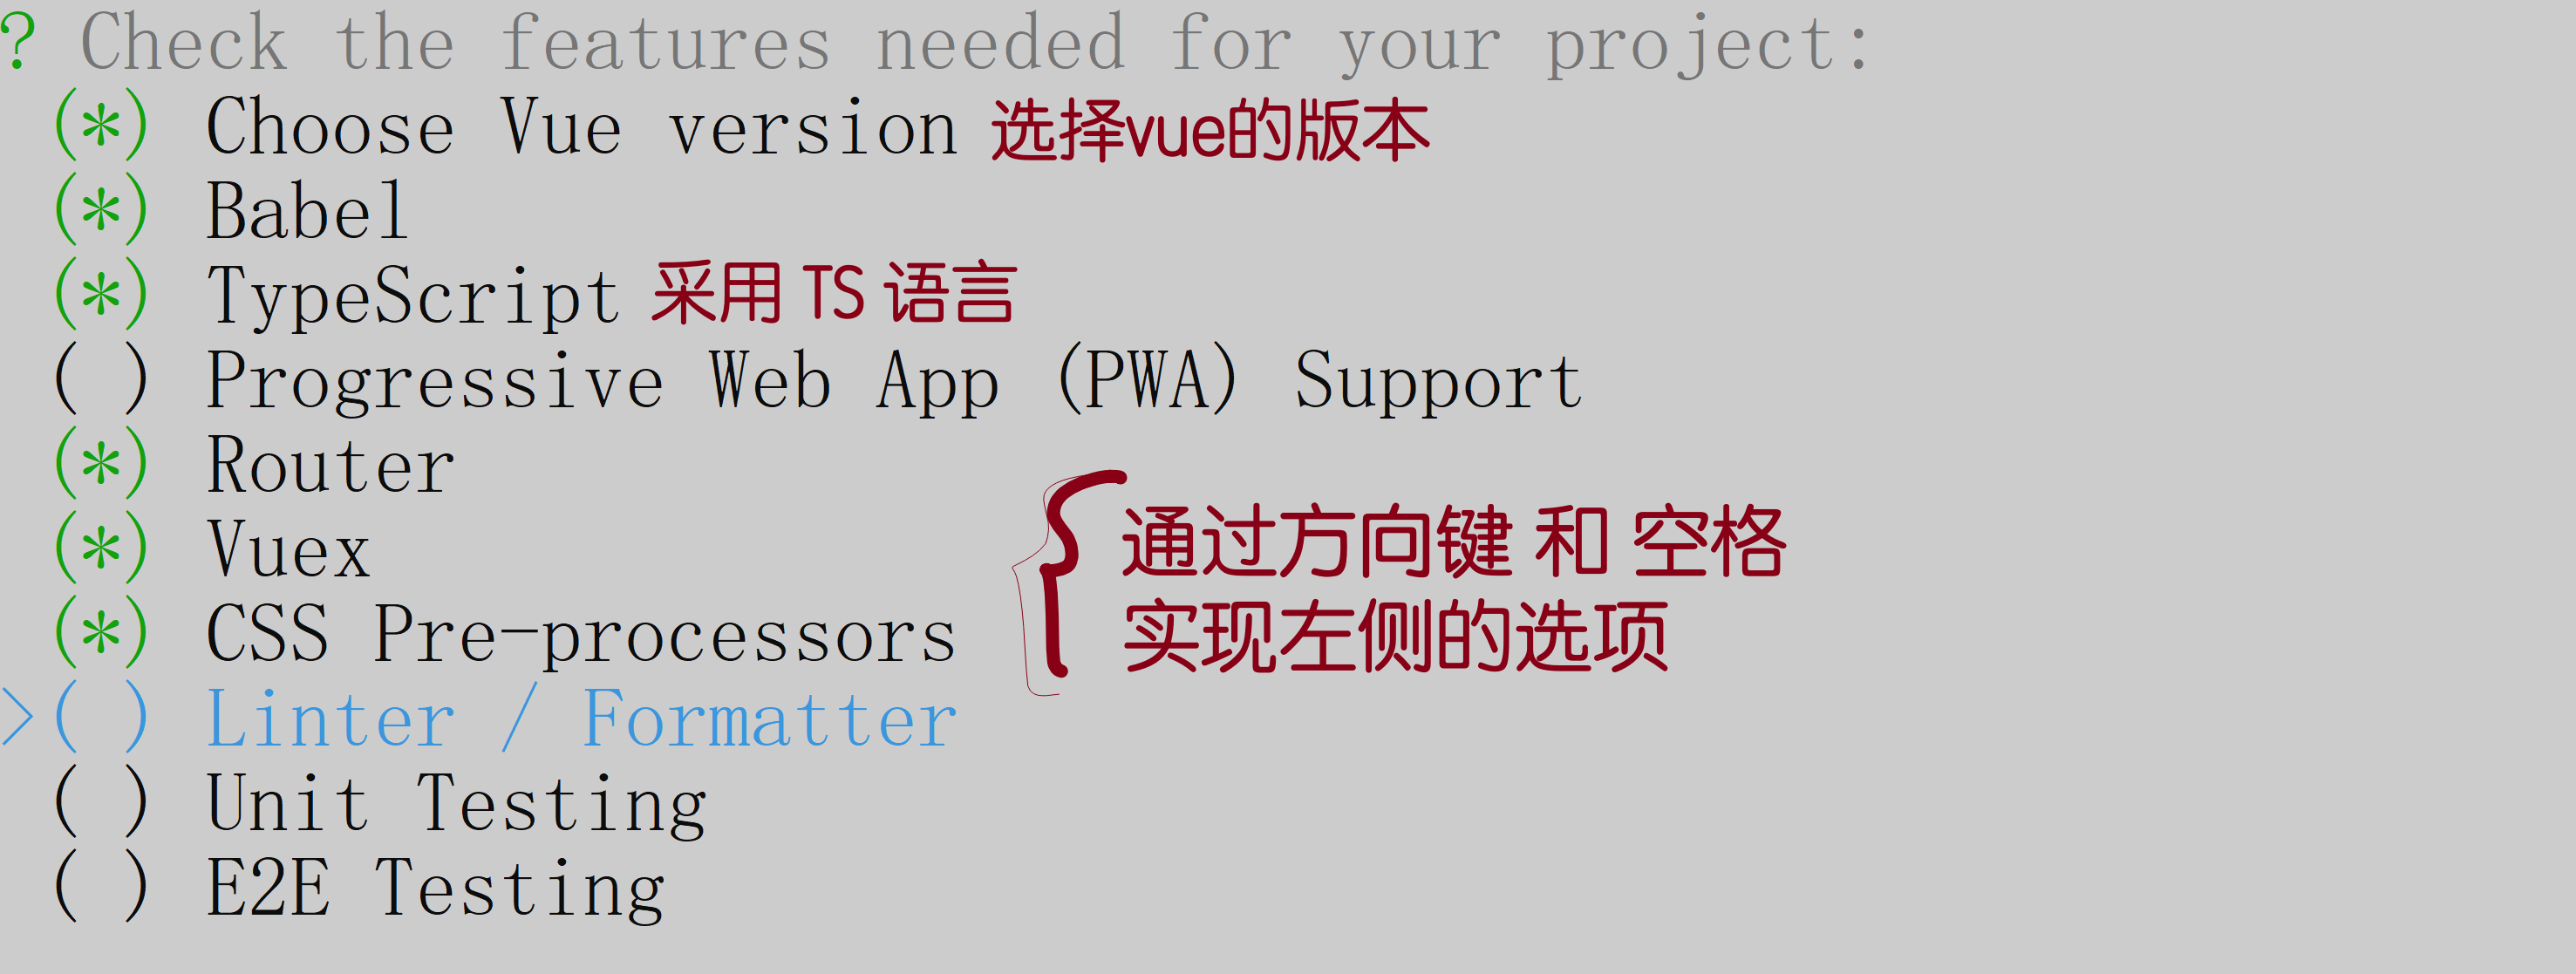 ? Check the features needed for your project:
(*) Choose Vue version 选择vue的版本
(*) Babel
(*) TypeScript 采用 TS 语言
( ) Progressive Web App (PWA) Support
(*) Router
(*) Vuex 通过方向键 和 空格
(*) CSS Pre-processors 实现左侧的选项
>( ) Linter / Formatter
( ) Unit Testing
( ) E2E Testing